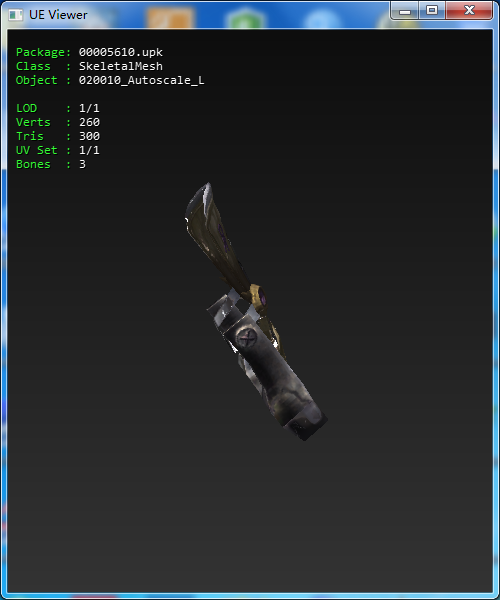 UE Viewer
Package: 00005610.upk
Class : SkeletalMesh
Object : 020010_Autoscale_L
LOD : 1/1
Verts : 260
Tris : 300
UV Set : 1/1
Bones : 3